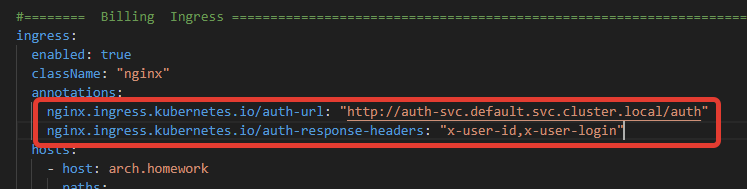 #========  Billing  Ingress ==========================================================
ingress:
  enabled: true
  className: "nginx"
  annotations:
    nginx.ingress.kubernetes.io/auth-url: "http://auth-svc.default.svc.cluster.local/auth"
    nginx.ingress.kubernetes.io/auth-response-headers: "x-user-id,x-user-login"
  hosts:
    - host: arch.homework
      paths: